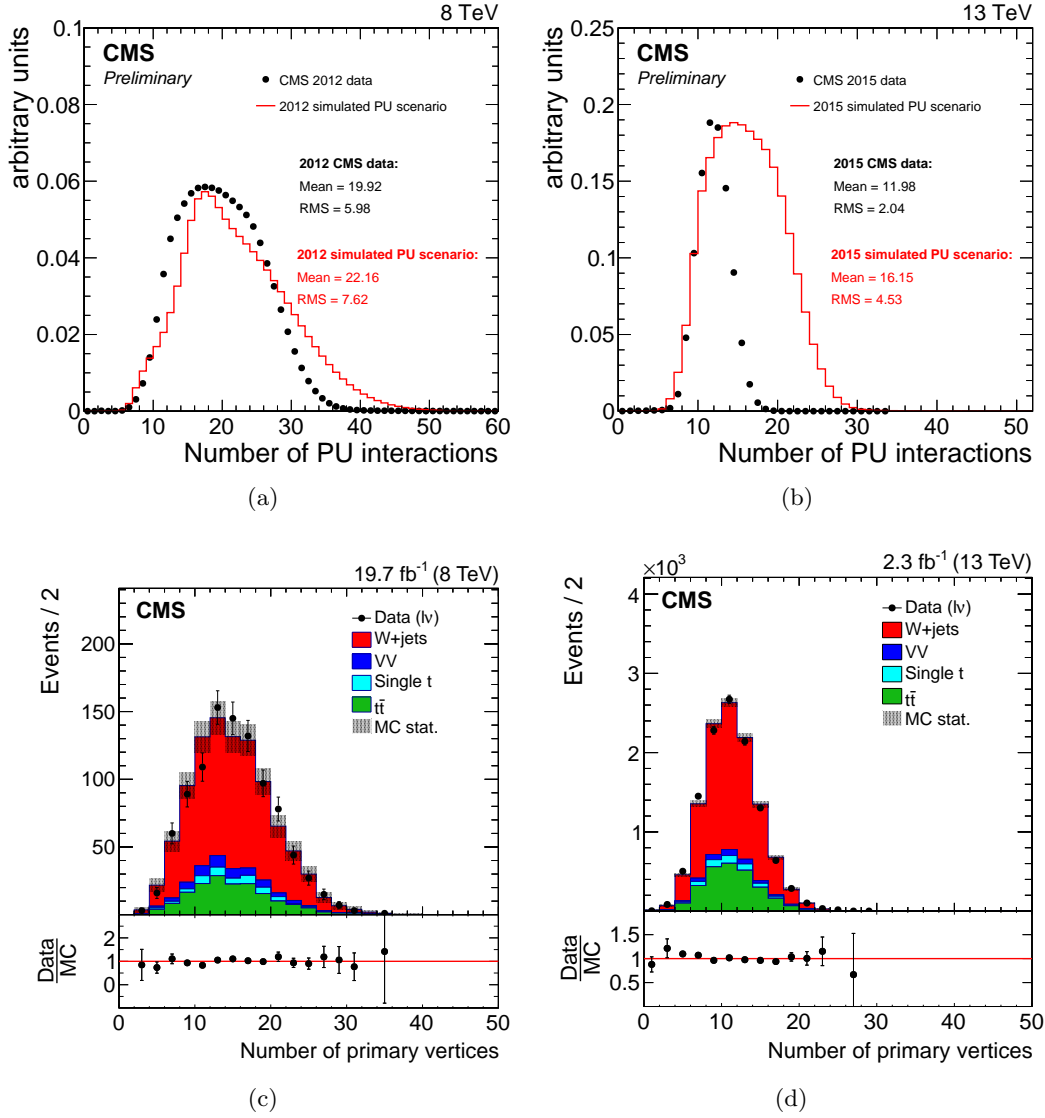 8 TeV
arbitrary units
0.1
0.08
0.06
0.04
0.02
0
CMS
Preliminary
CMS 2012 data
2012 simulated PU scenario
2012 CMS data:
Mean = 19.92
RMS = 5.98
2012 simulated PU scenario:
Mean = 22.16
RMS = 7.62
0 10 20 30 40 50 60
Number of PU interactions
(a)
13 TeV
arbitrary units
0.25
0.2
0.15
0.1
0.05
0
CMS
Preliminary
CMS 2015 data
2015 simulated PU scenario
2015 CMS data:
Mean = 11.98
RMS = 2.04
2015 simulated PU scenario:
Mean = 16.15
RMS = 4.53
0 10 20 30 40 50
Number of PU interactions
(b)
19.7 fb⁻¹ (8 TeV)
Events / 2
200
150
100
50
CMS
Data (lν)
W+jets
VV
Single t
tt̄
MC stat.
Data
MC
2
1
0
0 10 20 30 40 50
Number of primary vertices
(c)
×10³
2.3 fb⁻¹ (13 TeV)
Events / 2
4
3
2
1
CMS
Data (lν)
W+jets
VV
Single t
tt̄
MC stat.
Data
MC
1.5
1
0.5
0 10 20 30 40 50
Number of primary vertices
(d)